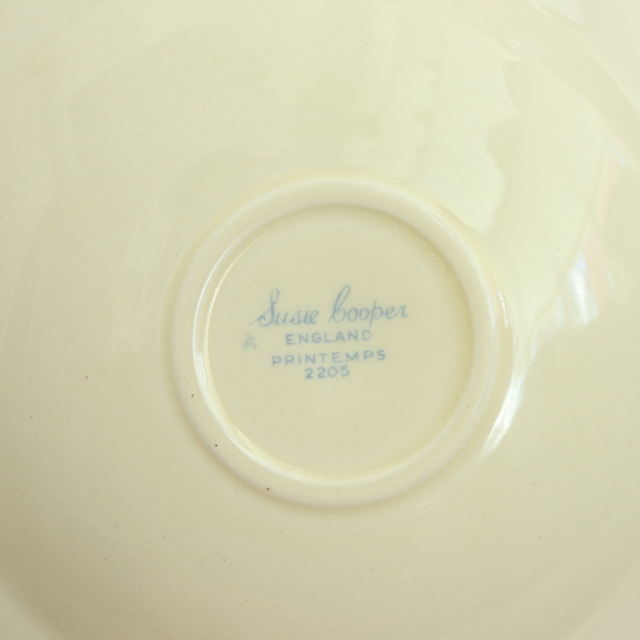 Susie Cooper
ENGLAND
PRINTEMPS
2205